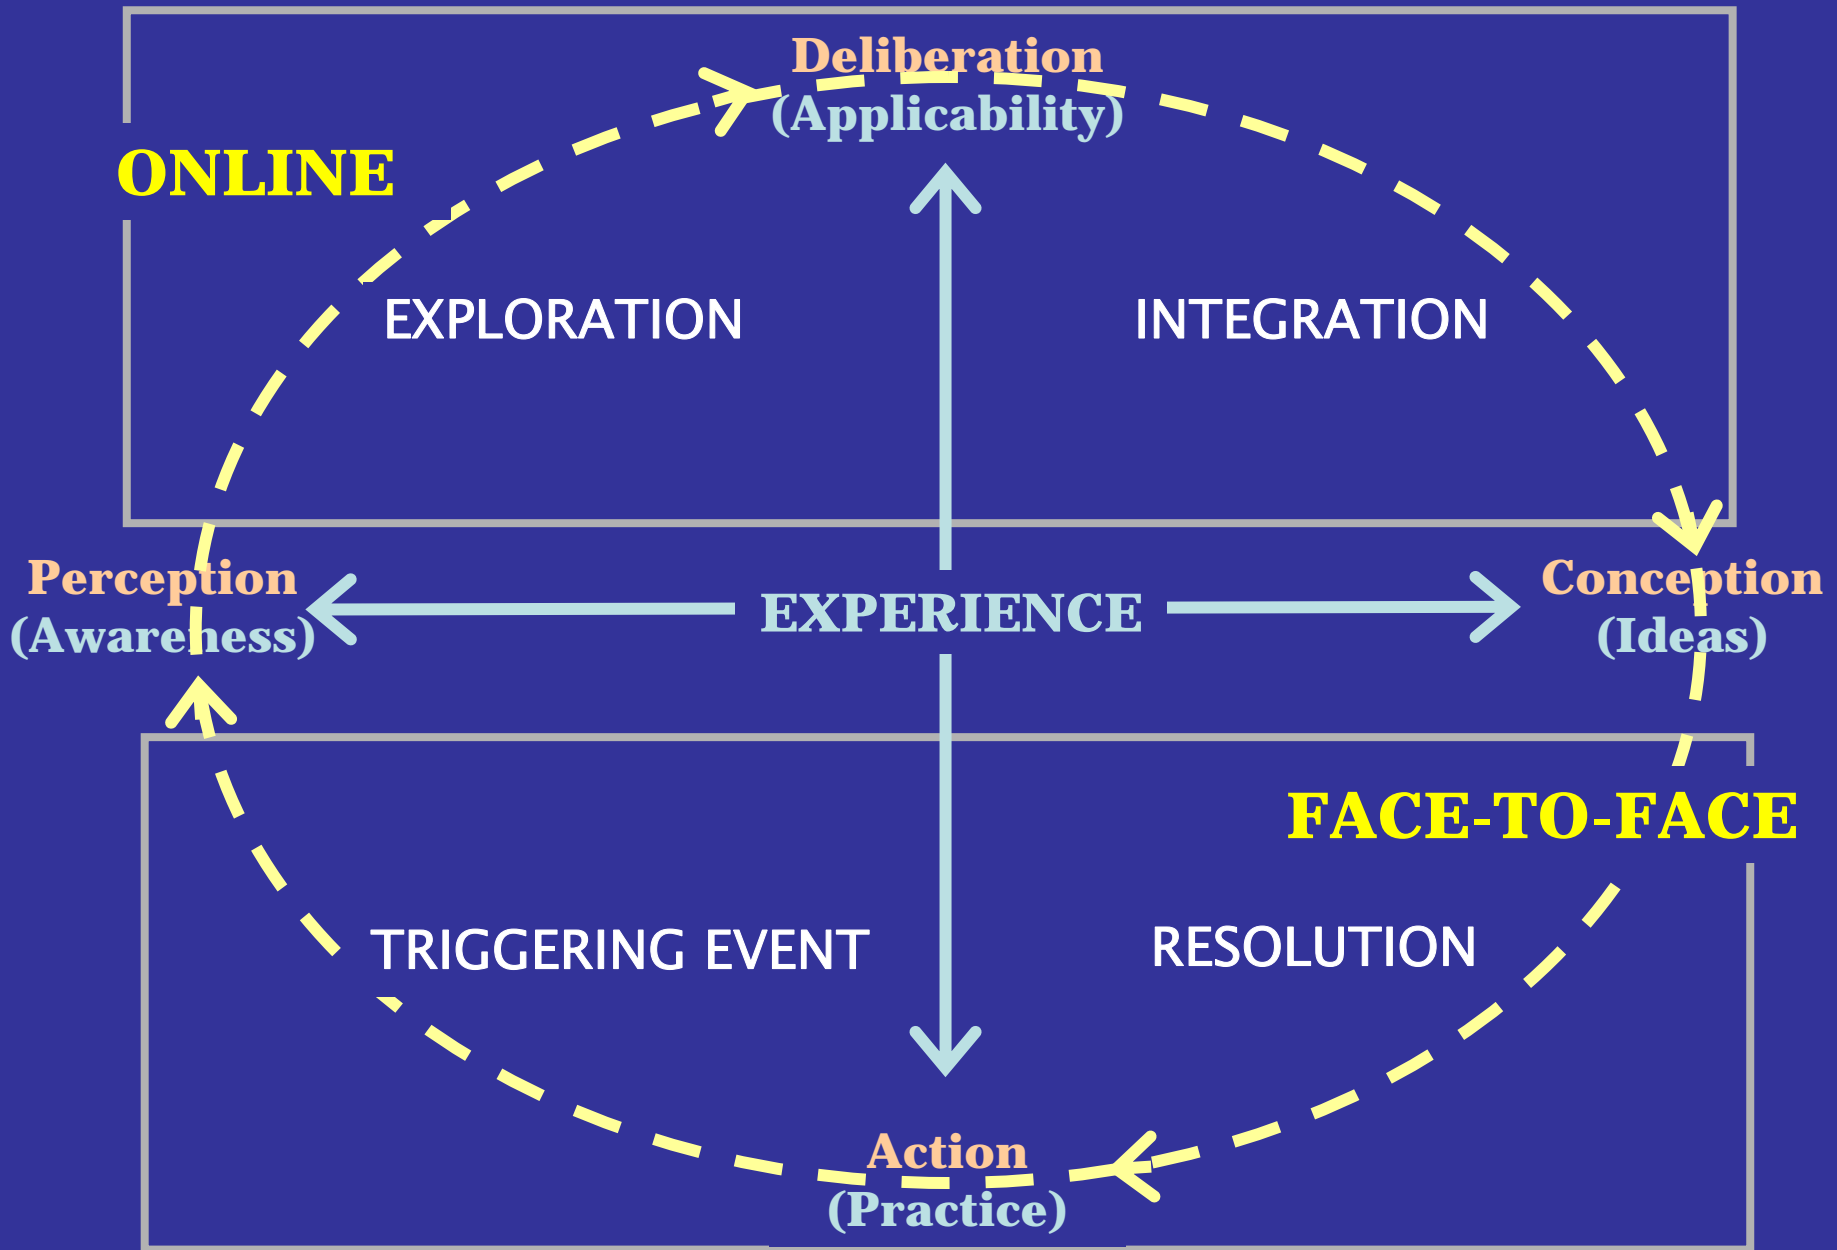 Deliberation
(Applicability)
ONLINE
EXPLORATION
INTEGRATION
Perception
(Awareness)
EXPERIENCE
Conception
(Ideas)
FACE-TO-FACE
TRIGGERING EVENT
RESOLUTION
Action
(Practice)